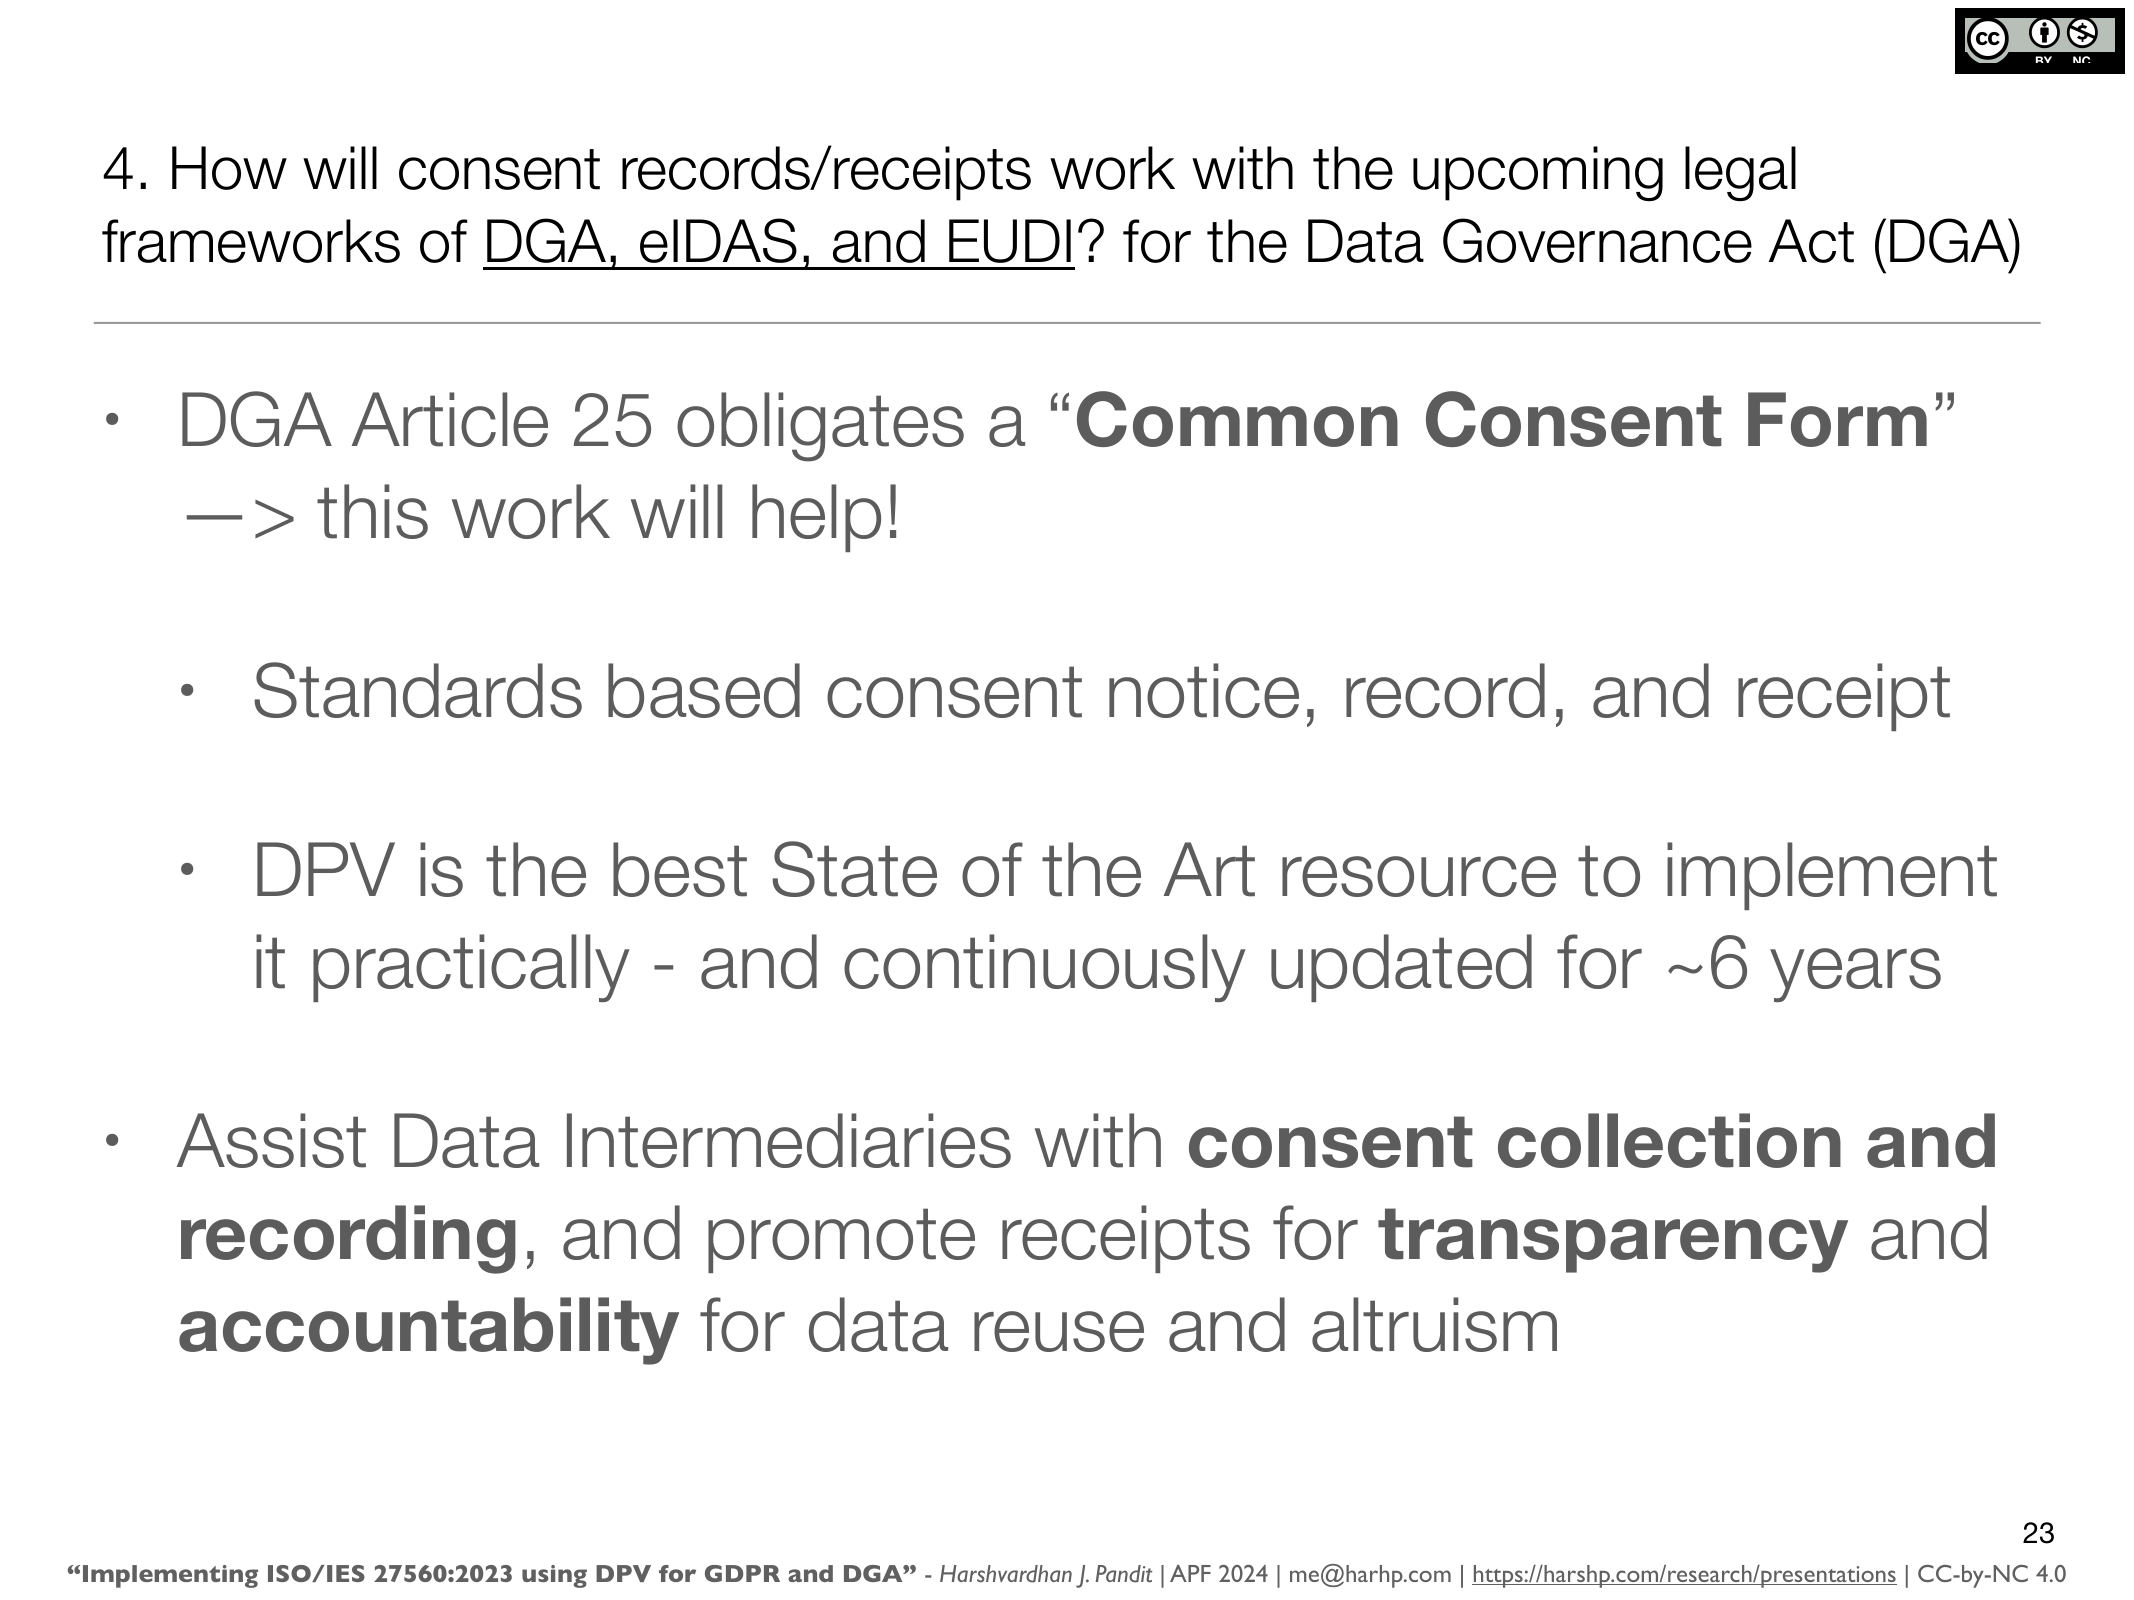 CC BY NC
4. How will consent records/receipts work with the upcoming legal
frameworks of DGA, eIDAS, and EUDI? for the Data Governance Act (DGA)
• DGA Article 25 obligates a “Common Consent Form”
—> this work will help!
• Standards based consent notice, record, and receipt
• DPV is the best State of the Art resource to implement
it practically - and continuously updated for ~6 years
• Assist Data Intermediaries with consent collection and
recording, and promote receipts for transparency and
accountability for data reuse and altruism
23
“Implementing ISO/IES 27560:2023 using DPV for GDPR and DGA” - Harshvardhan J. Pandit | APF 2024 | me@harhp.com | https://harshp.com/research/presentations | CC-by-NC 4.0